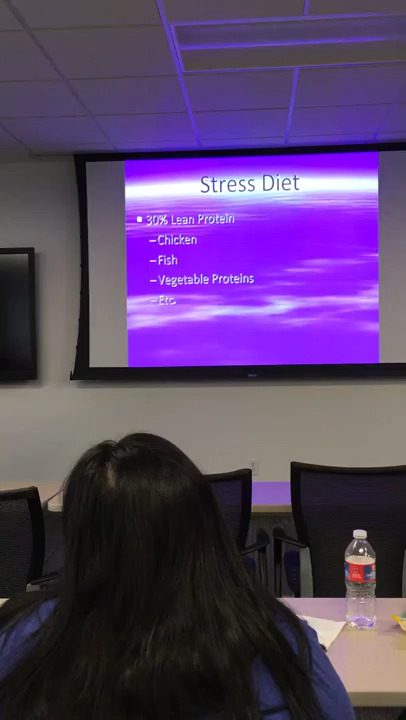 Stress Diet
30% Lean Protein
–Chicken
–Fish
–Vegetable Proteins
–Etc.